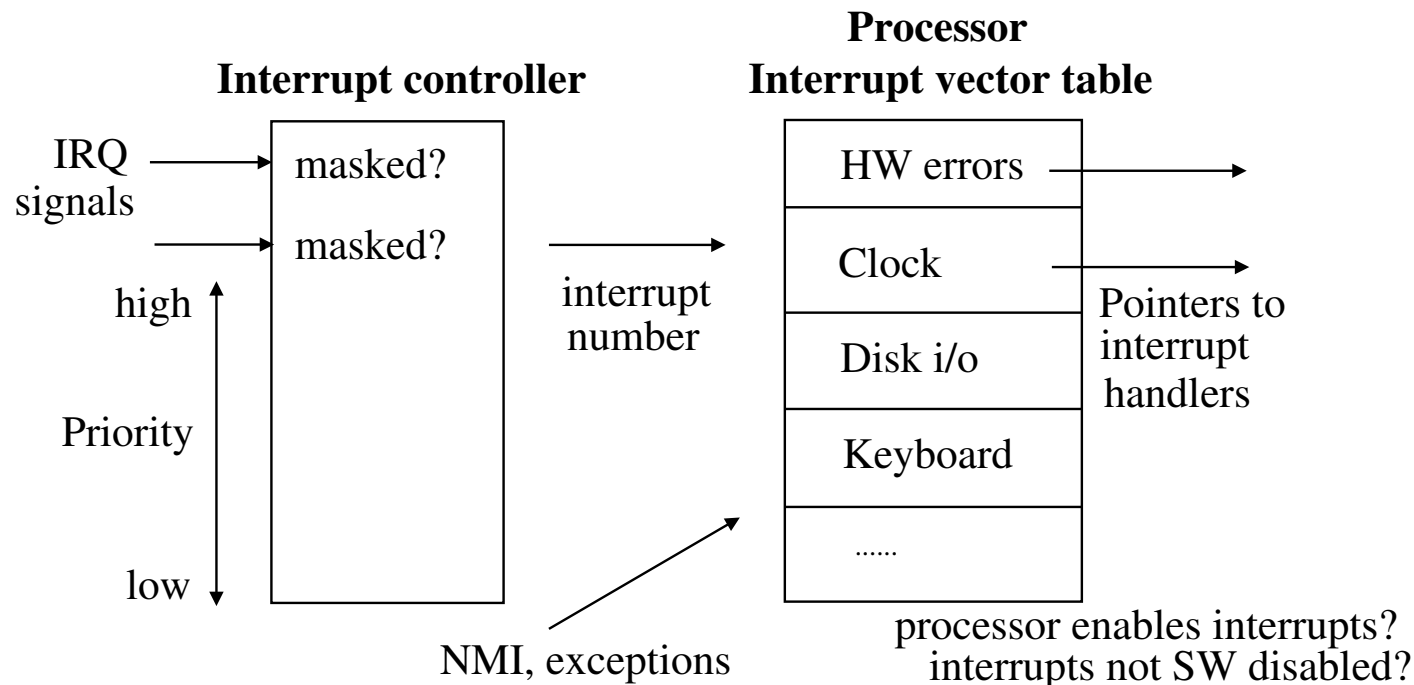 Processor
Interrupt controller
Interrupt vector table
IRQ
signals
masked?
masked?
high
Priority
low
interrupt
number
NMI, exceptions
HW errors
Clock
Disk i/o
Keyboard
......
Pointers to
interrupt
handlers
processor enables interrupts?
interrupts not SW disabled?